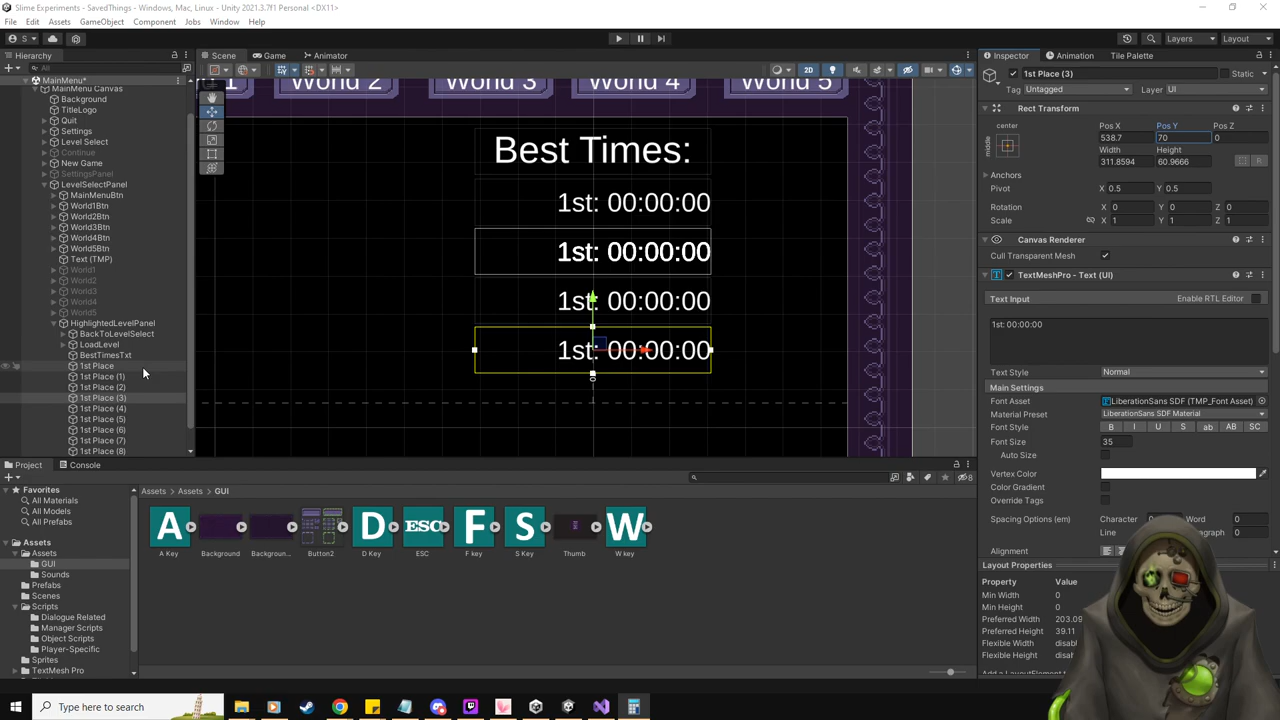 Slime Experiments - SavedThings - Windows, Mac, Linux - Unity 2021.3.7f1 Personal <DX11>
File Edit Assets GameObject Component Jobs Window Help
S Layers Layout
Hierarchy
All
MainMenu*
MainMenu Canvas
Background
TitleLogo
Quit
Settings
Level Select
Continue
New Game
SettingsPanel
LevelSelectPanel
MainMenuBtn
World1Btn
World2Btn
World3Btn
World4Btn
World5Btn
Text (TMP)
World1
World2
World3
World4
World5
HighlightedLevelPanel
BackToLevelSelect
LoadLevel
BestTimesTxt
1st Place
1st Place (1)
1st Place (2)
1st Place (3)
1st Place (4)
1st Place (5)
1st Place (6)
1st Place (7)
1st Place (8)
Scene Game Animator
2D
1 World 2 World 3 World 4 World 5
Best Times:
1st: 00:00:00
1st: 00:00:00
1st: 00:00:00
1st: 00:00:00
Inspector Animation Tile Palette
1st Place (3) Static
Tag Untagged Layer UI
Rect Transform
center Pos X Pos Y Pos Z
middle 538.7 70 0
Width Height
311.8594 60.9666 R
Anchors
Pivot X 0.5 Y 0.5
Rotation X 0 Y 0 Z 0
Scale X 1 Y 1 Z 1
Canvas Renderer
Cull Transparent Mesh
TextMeshPro - Text (UI)
Text Input Enable RTL Editor
1st: 00:00:00
Text Style Normal
Main Settings
Font Asset LiberationSans SDF (TMP_Font Asset)
Material Preset LiberationSans SDF Material
Font Style B I U S ab AB SC
Font Size 35
Auto Size
Vertex Color
Color Gradient
Override Tags
Spacing Options (em) Character Word 0
Line Paragraph 0
Alignment
Layout Properties
Property Value
Min Width 0
Min Height 0
Preferred Width 203.09
Preferred Height 39.11
Flexible Width disab
Flexible Height disa
Project Console
8
Favorites
All Materials
All Models
All Prefabs
Assets
Assets
GUI
Sounds
Prefabs
Scenes
Scripts
Dialogue Related
Manager Scripts
Object Scripts
Player-Specific
Sprites
TextMesh Pro
Assets Assets GUI
A D ESC F S W
A Key Background Backgroun... Button2 D Key ESC F key S Key Thumb W key
Type here to search